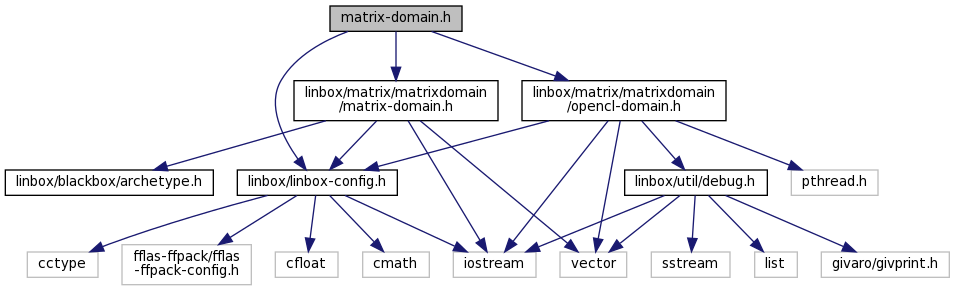 matrix-domain.h
linbox/matrix/matrixdomain
/matrix-domain.h
linbox/matrix/matrixdomain
/opencl-domain.h
linbox/blackbox/archetype.h
linbox/linbox-config.h
linbox/util/debug.h
pthread.h
cctype
fflas-ffpack/fflas
-ffpack-config.h
cfloat
cmath
iostream
vector
sstream
list
givaro/givprint.h